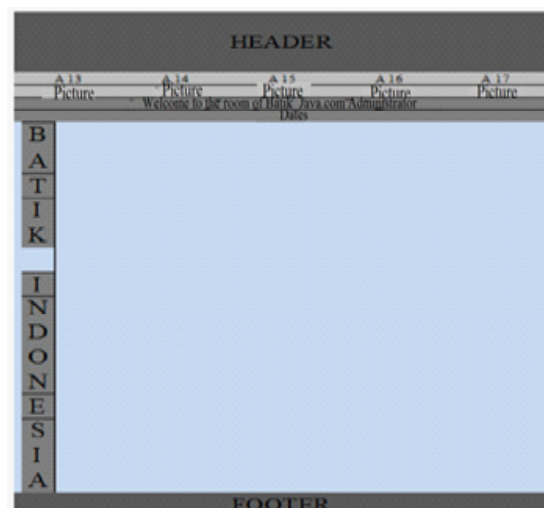 HEADER
A 13 A 14 A 15 A 16 A 17
Picture Picture Picture Picture Picture
Welcome to the room of Batik Java.com Administrator
Dates
B
A
T
I
K
I
N
D
O
N
E
S
I
A
FOOTER